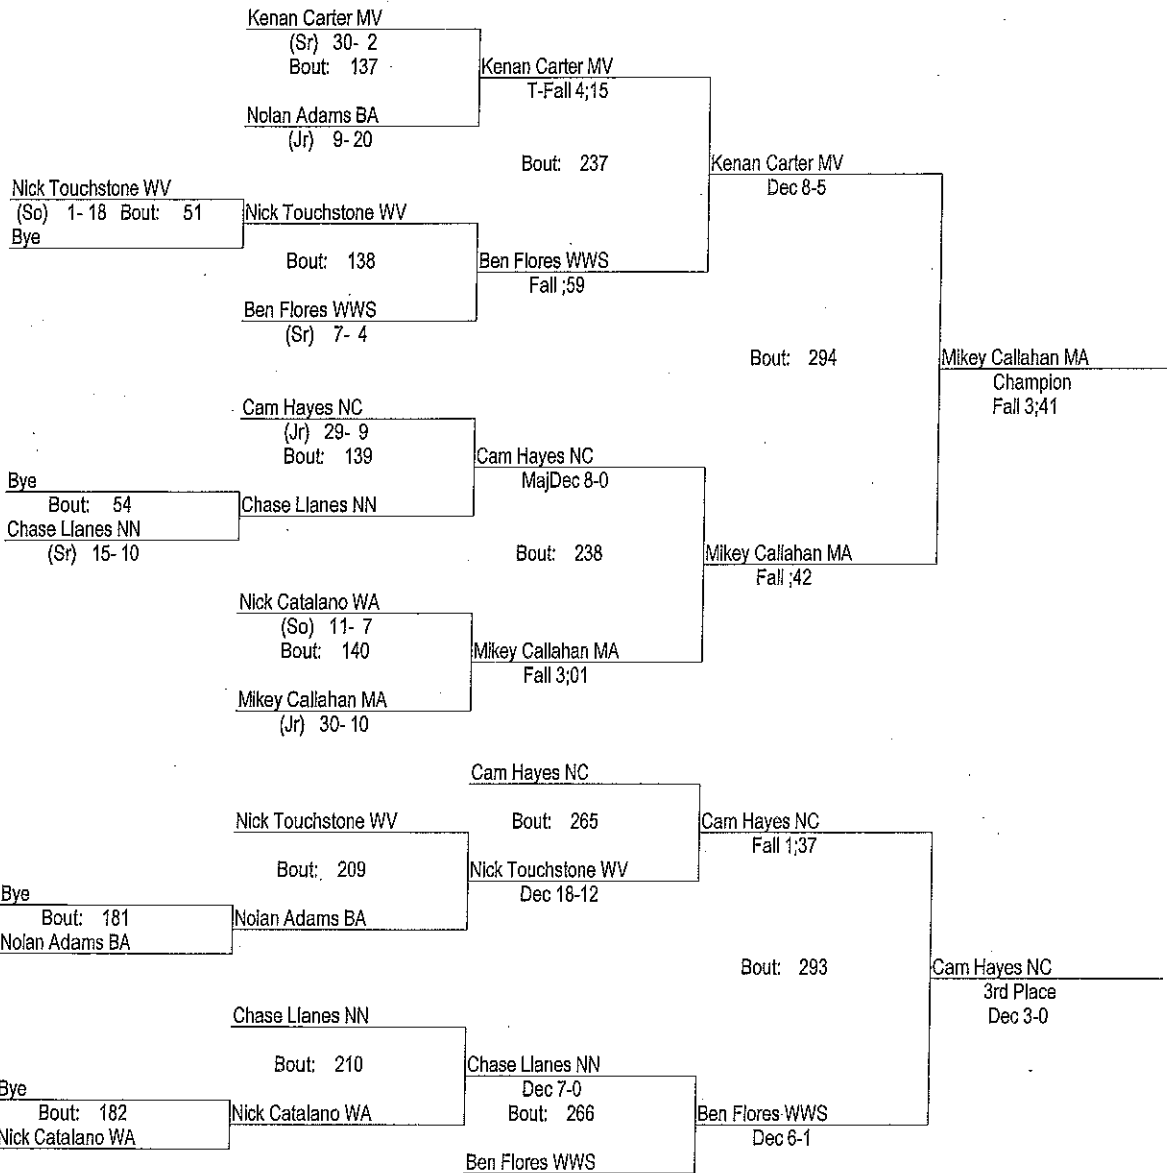 Kenan Carter MV
(Sr) 30- 2
Bout: 137
Kenan Carter MV
T-Fall 4;15
Nolan Adams BA
(Jr) 9- 20
Bout: 237
Kenan Carter MV
Dec 8-5
Nick Touchstone WV
(So) 1- 18 Bout: 51
Bye
Nick Touchstone WV
Bout: 138
Ben Flores WWS
Fall ;59
Ben Flores WWS
(Sr) 7- 4
Bout: 294
Mikey Callahan MA
Champion
Fall 3;41
Cam Hayes NC
(Jr) 29- 9
Bout: 139
Cam Hayes NC
MajDec 8-0
Bye
Bout: 54
Chase Llanes NN
(Sr) 15- 10
Chase Llanes NN
Bout: 238
Mikey Callahan MA
Fall ;42
Nick Catalano WA
(So) 11- 7
Bout: 140
Mikey Callahan MA
Fall 3;01
Mikey Callahan MA
(Jr) 30- 10
Cam Hayes NC
Nick Touchstone WV
Bout: 265
Cam Hayes NC
Fall 1;37
Bout: 209
Nick Touchstone WV
Dec 18-12
Bye
Bout: 181
Nolan Adams BA
Nolan Adams BA
Bout: 293
Cam Hayes NC
3rd Place
Dec 3-0
Chase Llanes NN
Bout: 210
Chase Llanes NN
Dec 7-0
Bye
Bout: 182
Nick Catalano WA
Nick Catalano WA
Bout: 266
Ben Flores WWS
Dec 6-1
Ben Flores WWS